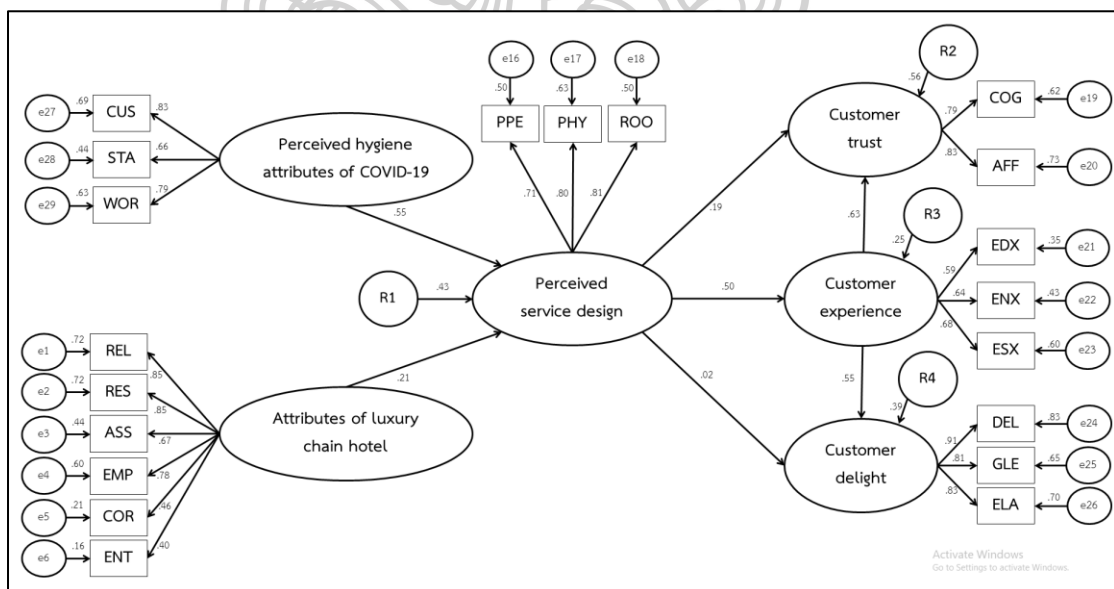 e27
.69
CUS
.83
e28
.44
STA
.66
e29
.63
WOR
.79
Perceived hygiene
attributes of COVID-19
.55
e16
.50
PPE
.71
e17
.63
PHY
.80
e18
.50
ROO
.81
R1
.43
Perceived
service design
.19
.50
.02
e1
.72
REL
.85
e2
.72
RES
.85
e3
.44
ASS
.67
e4
.60
EMP
.78
e5
.21
COR
.46
e6
.16
ENT
.40
Attributes of luxury
chain hotel
.21
R2
.56
Customer
trust
.79
COG
.62
e19
.83
AFF
.73
e20
.63
R3
.25
Customer
experience
.59
EDX
.35
e21
.64
ENX
.43
e22
.68
ESX
.60
e23
.55
R4
.39
Customer
delight
.91
DEL
.83
e24
.81
GLE
.65
e25
.83
ELA
.70
e26
Activate Windows
Go to Settings to activate Windows.